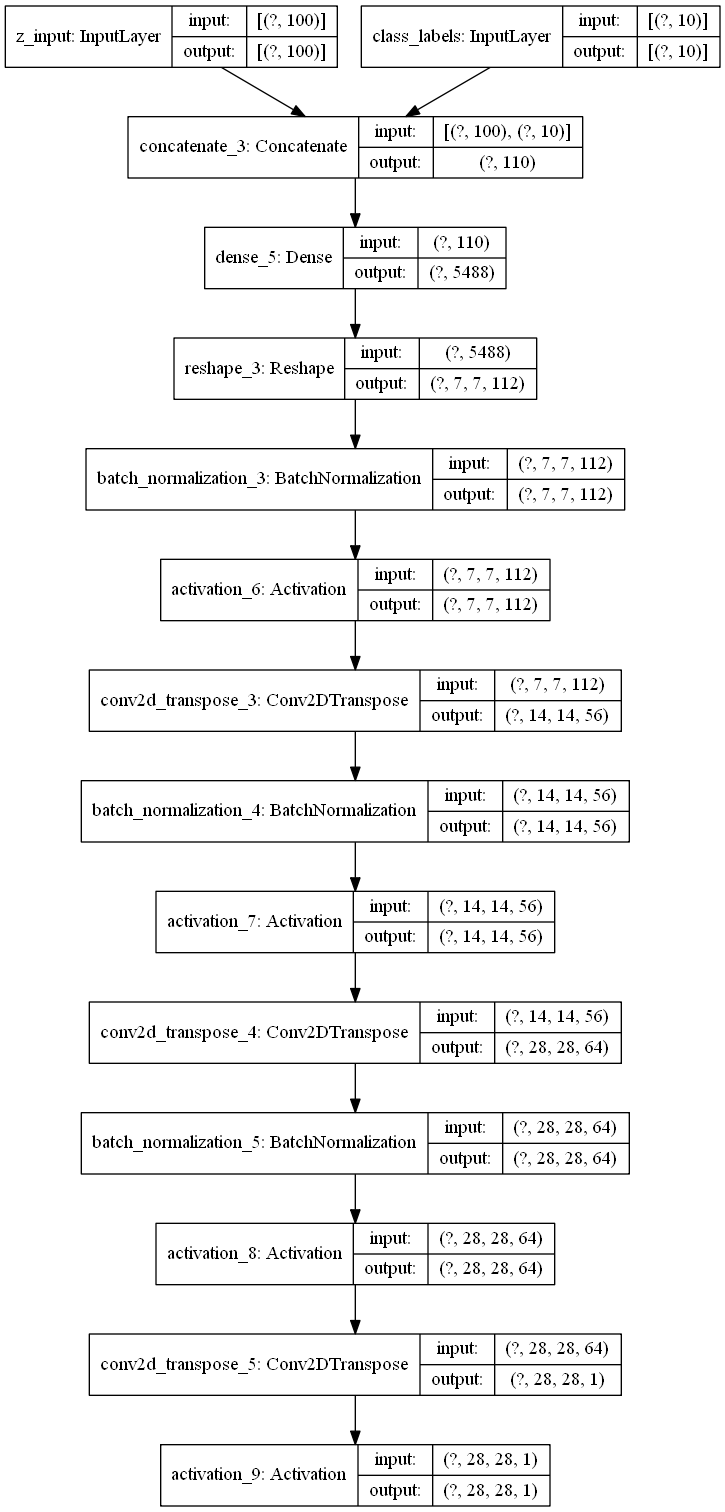 z_input: InputLayer
input: [(?, 100)]
output: [(?, 100)]
class_labels: InputLayer
input: [(?, 10)]
output: [(?, 10)]
concatenate_3: Concatenate
input: [(?, 100), (?, 10)]
output: (?, 110)
dense_5: Dense
input: (?, 110)
output: (?, 5488)
reshape_3: Reshape
input: (?, 5488)
output: (?, 7, 7, 112)
batch_normalization_3: BatchNormalization
input: (?, 7, 7, 112)
output: (?, 7, 7, 112)
activation_6: Activation
input: (?, 7, 7, 112)
output: (?, 7, 7, 112)
conv2d_transpose_3: Conv2DTranspose
input: (?, 7, 7, 112)
output: (?, 14, 14, 56)
batch_normalization_4: BatchNormalization
input: (?, 14, 14, 56)
output: (?, 14, 14, 56)
activation_7: Activation
input: (?, 14, 14, 56)
output: (?, 14, 14, 56)
conv2d_transpose_4: Conv2DTranspose
input: (?, 14, 14, 56)
output: (?, 28, 28, 64)
batch_normalization_5: BatchNormalization
input: (?, 28, 28, 64)
output: (?, 28, 28, 64)
activation_8: Activation
input: (?, 28, 28, 64)
output: (?, 28, 28, 64)
conv2d_transpose_5: Conv2DTranspose
input: (?, 28, 28, 64)
output: (?, 28, 28, 1)
activation_9: Activation
input: (?, 28, 28, 1)
output: (?, 28, 28, 1)